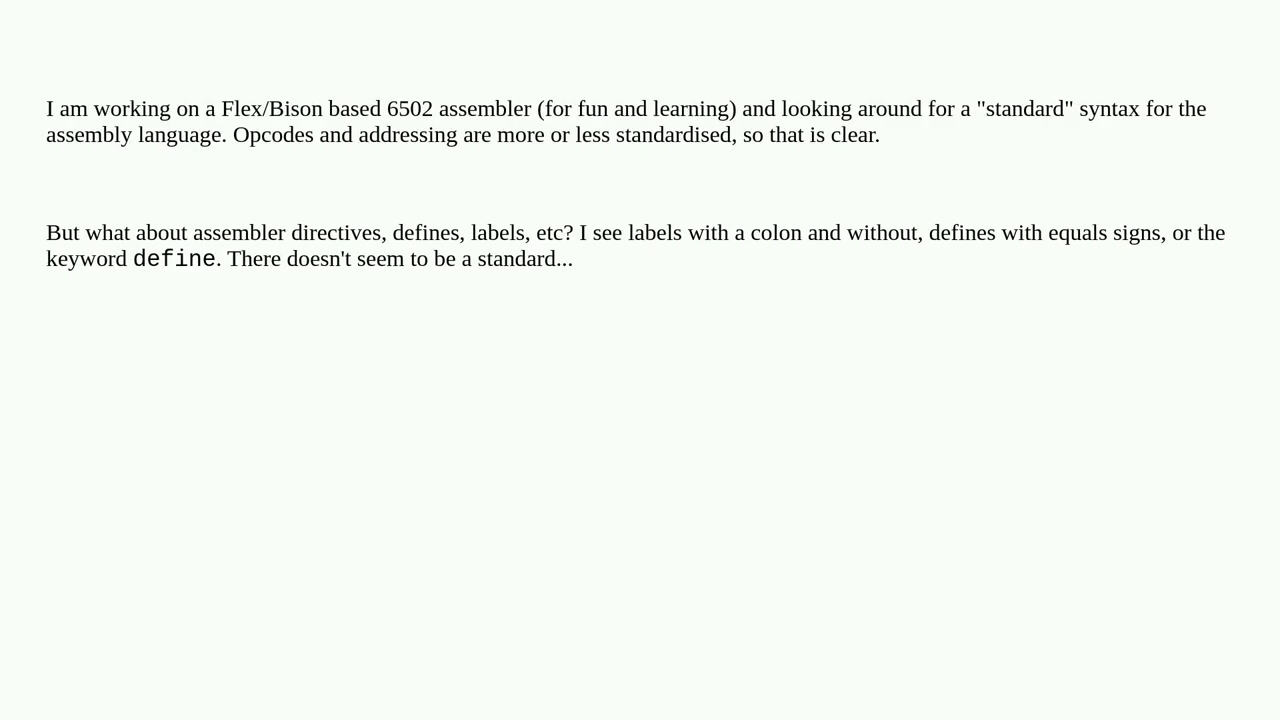 I am working on a Flex/Bison based 6502 assembler (for fun and learning) and looking around for a "standard" syntax for the
assembly language. Opcodes and addressing are more or less standardised, so that is clear.
But what about assembler directives, defines, labels, etc? I see labels with a colon and without, defines with equals signs, or the
keyword define. There doesn't seem to be a standard...